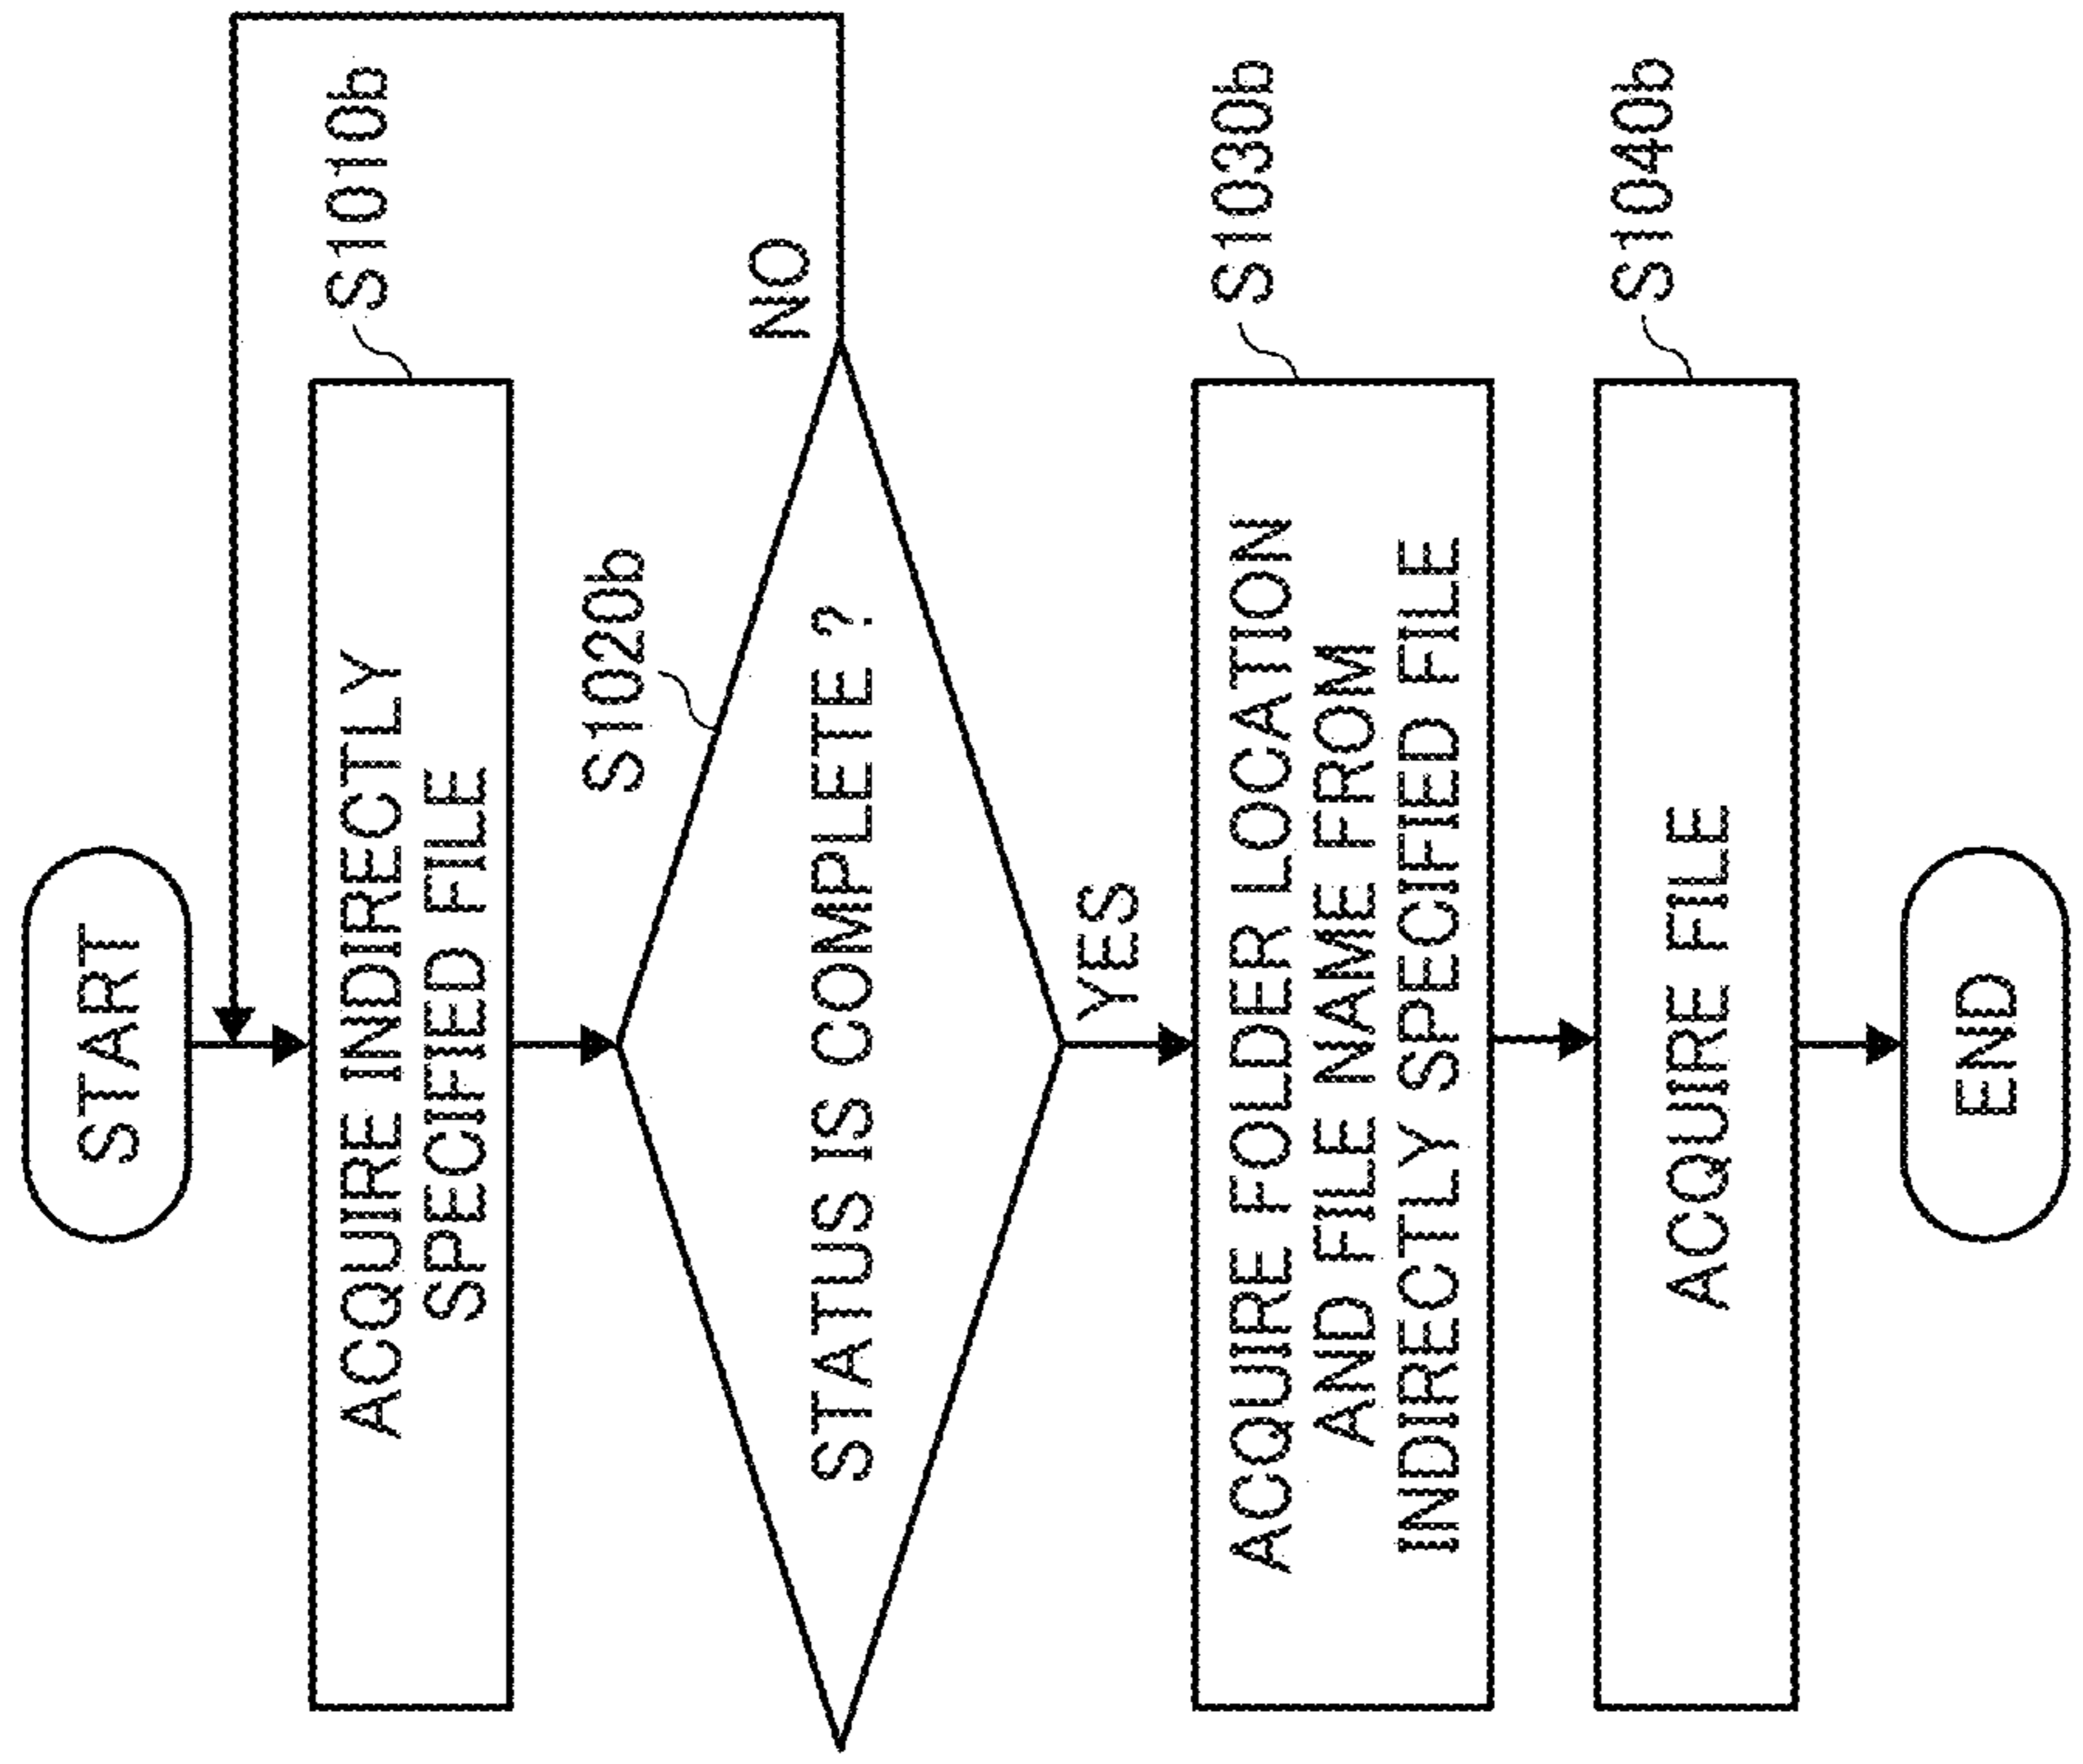 START
ACQUIRE INDIRECTLY
SPECIFIED FILE
S1010b
S1020b
STATUS IS COMPLETE ?
NO
YES
ACQUIRE FOLDER LOCATION
AND FILE NAME FROM
INDIRECTLY SPECIFIED FILE
S1030b
ACQUIRE FILE
S1040b
END